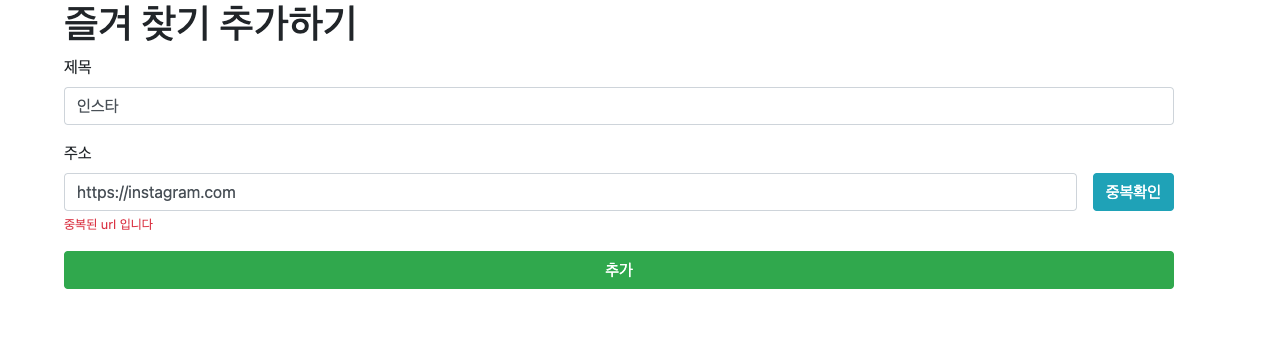 즐겨 찾기 추가하기
제목
인스타
주소
https://instagram.com
중복확인
중복된 url 입니다
추가